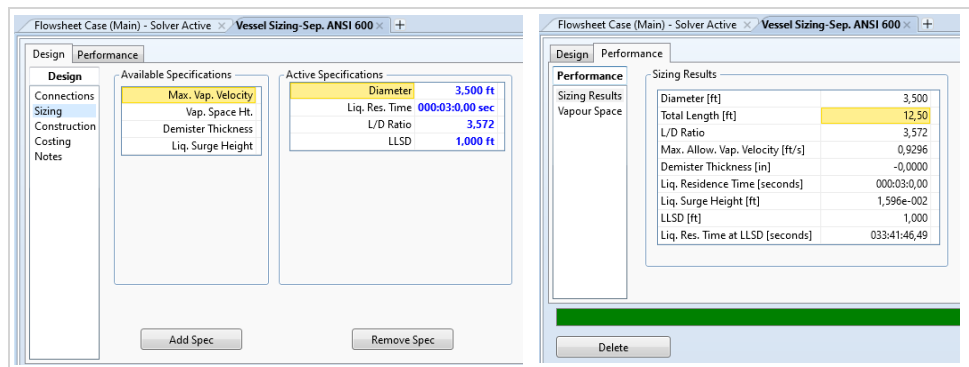 Flowsheet Case (Main) - Solver Active × Vessel Sizing-Sep. ANSI 600 × +
Design Performance
Design
Connections
Sizing
Construction
Costing
Notes
Available Specifications
Max. Vap. Velocity
Vap. Space Ht.
Demister Thickness
Liq. Surge Height
Active Specifications
Diameter 3,500 ft
Liq. Res. Time 000:03:0,00 sec
L/D Ratio 3,572
LLSD 1,000 ft
Add Spec
Remove Spec
Flowsheet Case (Main) - Solver Active × Vessel Sizing-Sep. ANSI 600 × +
Design Performance
Performance
Sizing Results
Vapour Space
Sizing Results
Diameter [ft] 3,500
Total Length [ft] 12,50
L/D Ratio 3,572
Max. Allow. Vap. Velocity [ft/s] 0,9296
Demister Thickness [in] -0,0000
Liq. Residence Time [seconds] 000:03:0,00
Liq. Surge Height [ft] 1,596e-002
LLSD [ft] 1,000
Liq. Res. Time at LLSD [seconds] 033:41:46,49
Delete